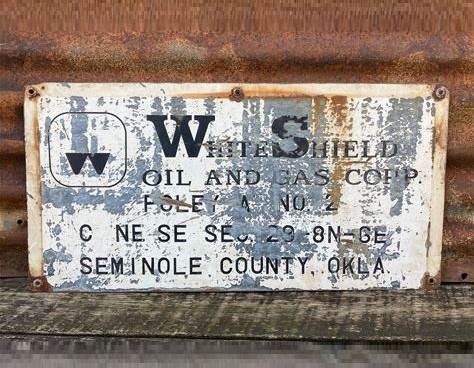 W
WHITE SHIELD
OIL AND GAS CORP
FOLEY A NO. 2
C NE SE SEC. 29-8N-6E
SEMINOLE COUNTY, OKLA